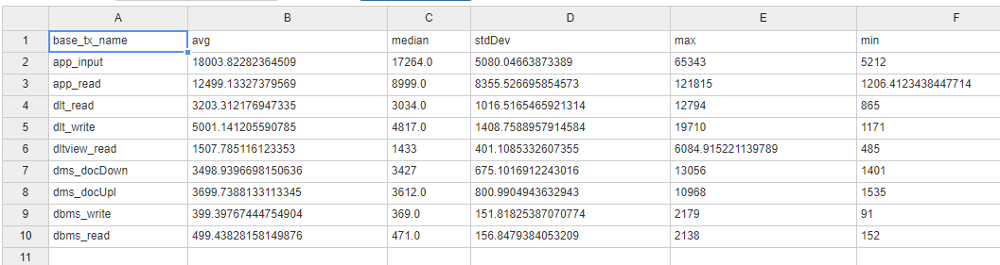 A B C D E F
1 base_tx_name avg median stdDev max min
2 app_input 18003.82282364509 17264.0 5080.04663873389 65343 5212
3 app_read 12499.13327379569 8999.0 8355.526695854573 121815 1206.4123438447714
4 dlt_read 3203.312176947335 3034.0 1016.5165465921314 12794 865
5 dlt_write 5001.141205590785 4817.0 1408.7588957914584 19710 1171
6 dltview_read 1507.785116123353 1433 401.1085332607355 6084.915221139789 485
7 dms_docDown 3498.9396698150636 3427 675.1016912243016 13056 1401
8 dms_docUpl 3699.7388133113345 3612.0 800.9904943632943 10968 1535
9 dbms_write 399.39767444754904 369.0 151.81825387070774 2179 91
10 dbms_read 499.43828158149876 471.0 156.8479384053209 2138 152
11